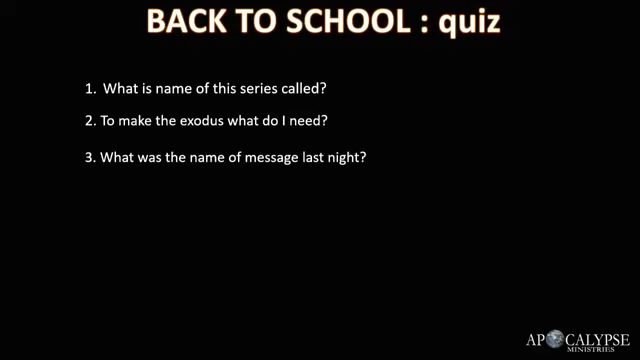 BACK TO SCHOOL : quiz
1. What is name of this series called?
2. To make the exodus what do I need?
3. What was the name of message last night?
APOCALYPSE
MINISTRIES